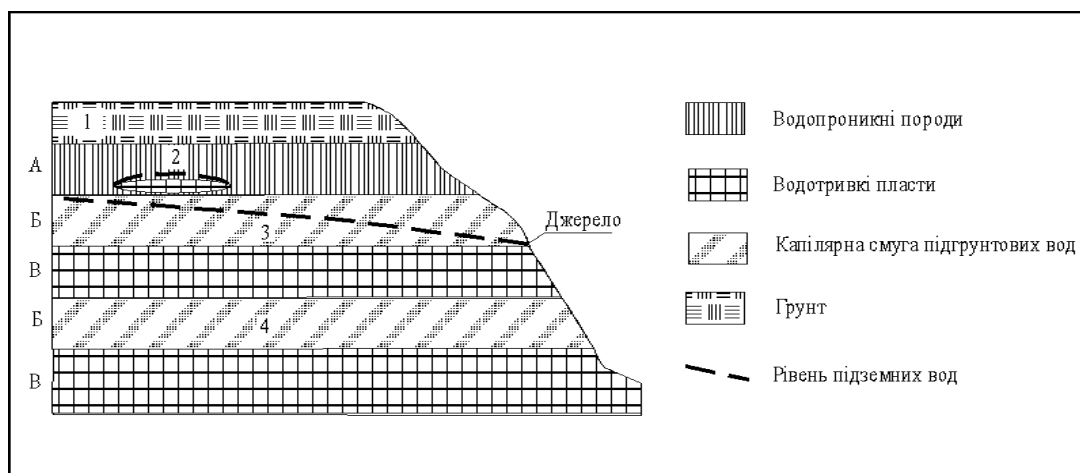 1
2
А
Б
3
В
Б
4
В
Джерело
Водопроникні породи
Водотривкі пласти
Капілярна смуга підгрунтових вод
Грунт
Рівень підземних вод